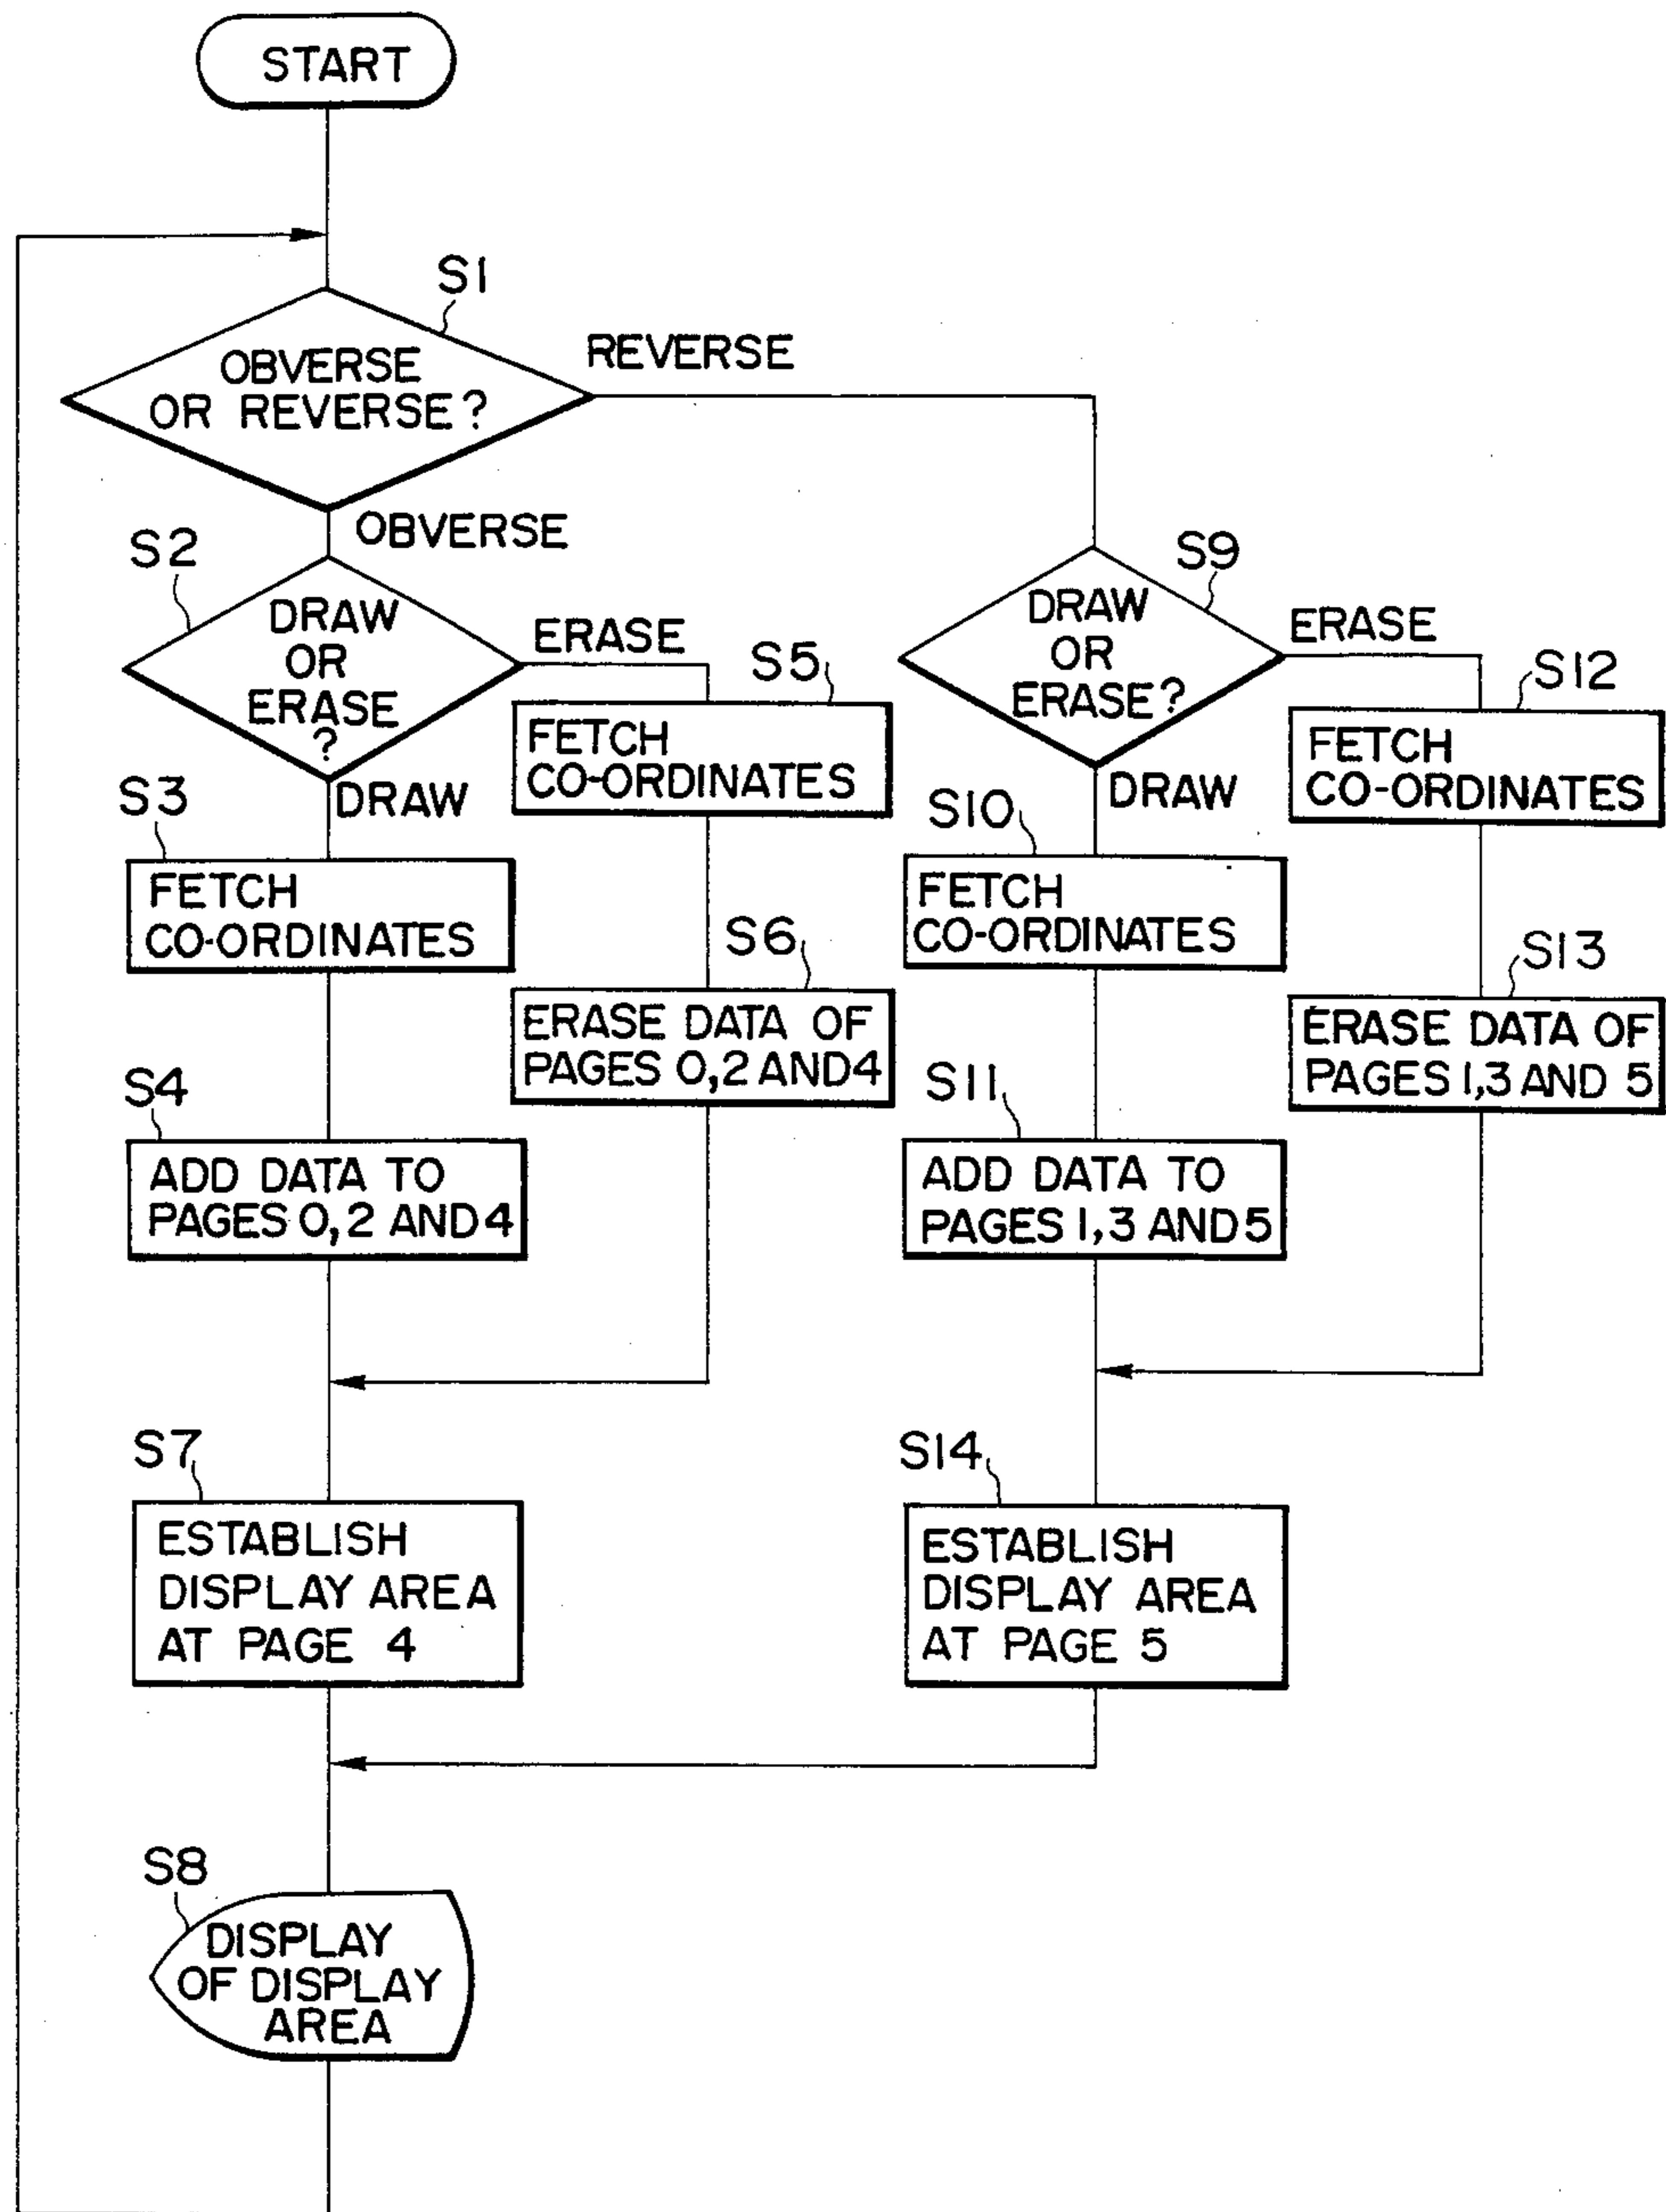 START
S1
OBVERSE
OR REVERSE?
REVERSE
OBVERSE
S2
DRAW
OR
ERASE
?
ERASE
DRAW
S5
FETCH
CO-ORDINATES
S3
FETCH
CO-ORDINATES
S6
ERASE DATA OF
PAGES 0,2 AND 4
S4
ADD DATA TO
PAGES 0,2 AND 4
S9
DRAW
OR
ERASE?
ERASE
DRAW
S12
FETCH
CO-ORDINATES
S10
FETCH
CO-ORDINATES
S13
ERASE DATA OF
PAGES 1,3 AND 5
S11
ADD DATA TO
PAGES 1,3 AND 5
S7
ESTABLISH
DISPLAY AREA
AT PAGE 4
S14
ESTABLISH
DISPLAY AREA
AT PAGE 5
S8
DISPLAY
OF DISPLAY
AREA